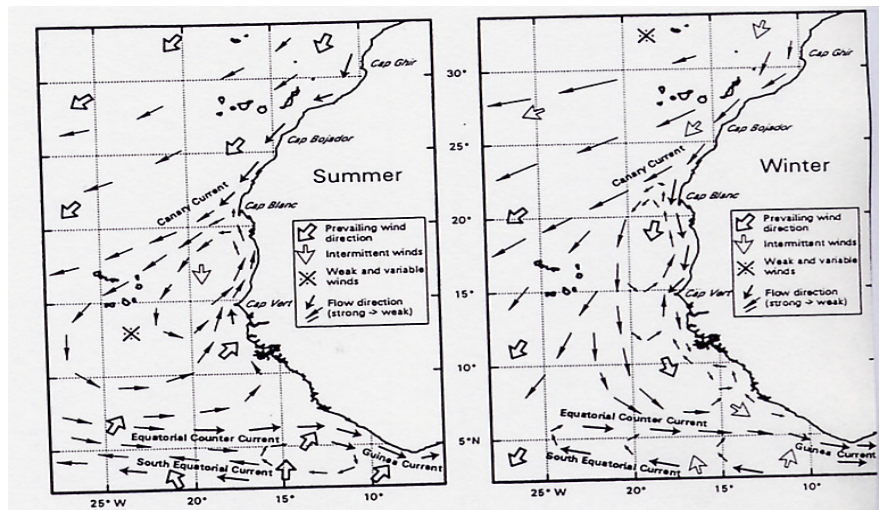 Cap Ghir
Cap Bojador
Summer
Canary Current
Cap Blanc
Prevailing wind
direction
Intermittent winds
Weak and variable
winds
Flow direction
(strong -> weak)
Cap Vert
Equatorial Counter Current
Guinea Current
South Equatorial Current
25° W
20°
15°
10°
30°
25°
20°
15°
10°
5°N
Cap Ghir
Cap Bojador
Winter
Canary Current
Cap Blanc
Prevailing wind
direction
Intermittent winds
Weak and variable
winds
Flow direction
(strong -> weak)
Cap Vert
Equatorial Counter Current
Guinea Current
South Equatorial Current
25° W
20°
15°
10°